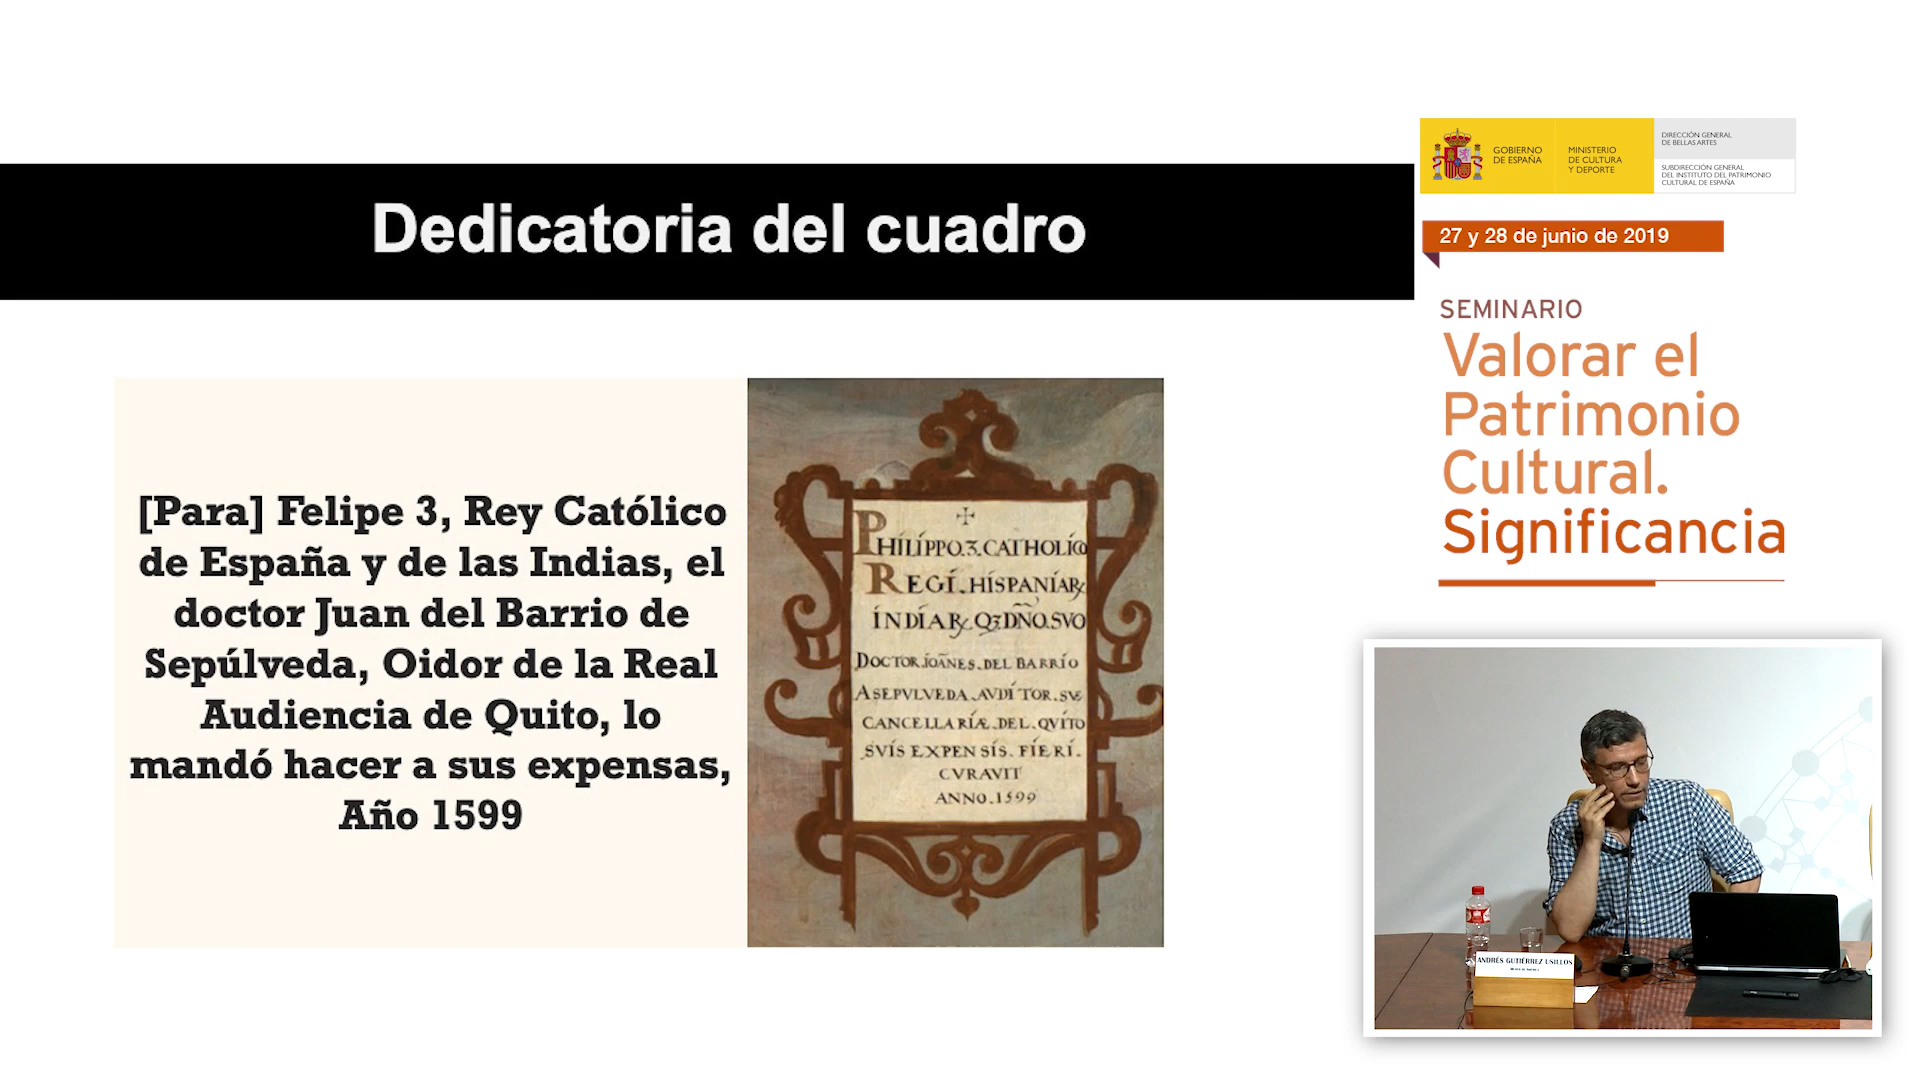 Dedicatoria del cuadro
[Para] Felipe 3, Rey Católico
de España y de las Indias, el
doctor Juan del Barrio de
Sepúlveda, Oidor de la Real
Audiencia de Quito, lo
mandó hacer a sus expensas,
Año 1599
PHILIPPO.3.CATHOLICO
REGI.HISPANIAR
INDIAR QZ DÑO.SVO
DOCTOR.IOANES.DEL BARRIO
A SEPVLVEDA.AVDITOR.SVE
CANCELLARIÆ.DEL.QVITO
SVIS EXPENSIS.FIERI.
CVRAVIT
ANNO.1599
GOBIERNO
DE ESPAÑA
MINISTERIO
DE CULTURA
Y DEPORTE
DIRECCIÓN GENERAL
DE BELLAS ARTES
SUBDIRECCIÓN GENERAL
DEL INSTITUTO DEL PATRIMONIO
CULTURAL DE ESPAÑA
27 y 28 de junio de 2019
SEMINARIO
Valorar el
Patrimonio
Cultural.
Significancia
ANDRÉS GUTIÉRREZ USILLOS